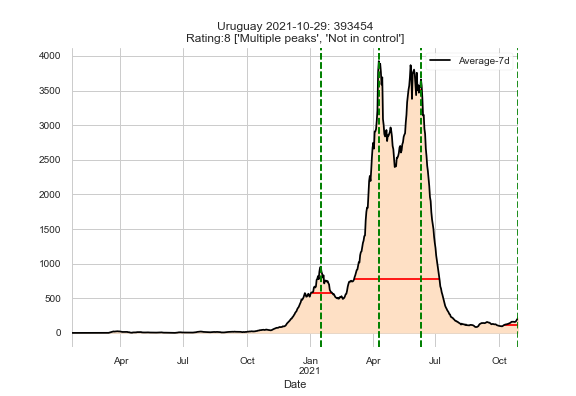 Uruguay 2021-10-29: 393454
Rating:8 ['Multiple peaks', 'Not in control']
Average-7d
4000
3500
3000
2500
2000
1500
1000
500
0
Apr Jul Oct Jan Apr Jul Oct
2021
Date